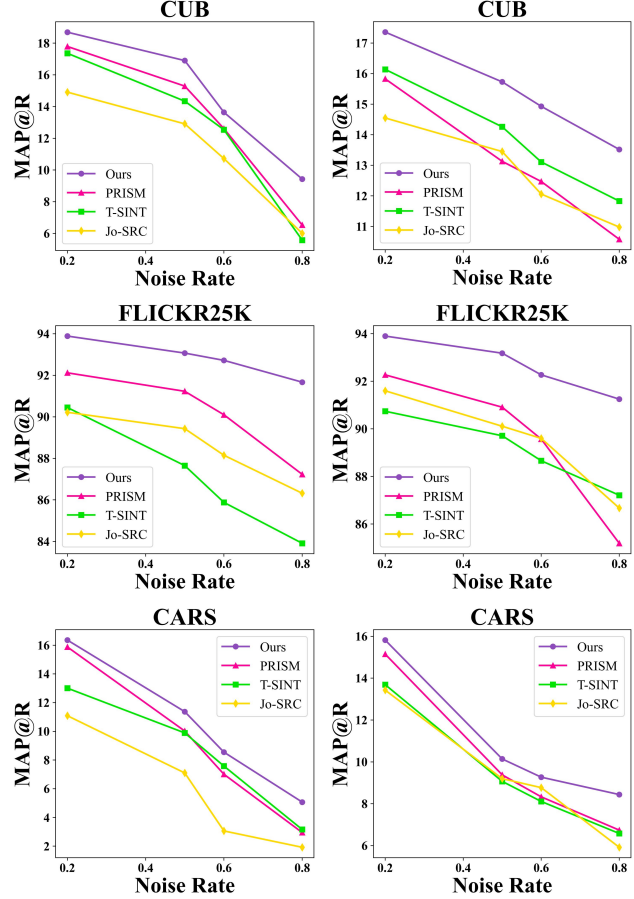 CUB
MAP@R
18
16
14
12
10
8
6
Ours
PRISM
T-SINT
Jo-SRC
0.2 0.4 0.6 0.8
Noise Rate
CUB
MAP@R
17
16
15
14
13
12
11
Ours
PRISM
T-SINT
Jo-SRC
0.2 0.4 0.6 0.8
Noise Rate
FLICKR25K
MAP@R
94
92
90
88
86
84
Ours
PRISM
T-SINT
Jo-SRC
0.2 0.4 0.6 0.8
Noise Rate
FLICKR25K
MAP@R
94
92
90
88
86
Ours
PRISM
T-SINT
Jo-SRC
0.2 0.4 0.6 0.8
Noise Rate
CARS
MAP@R
16
14
12
10
8
6
4
2
Ours
PRISM
T-SINT
Jo-SRC
0.2 0.4 0.6 0.8
Noise Rate
CARS
MAP@R
16
14
12
10
8
6
Ours
PRISM
T-SINT
Jo-SRC
0.2 0.4 0.6 0.8
Noise Rate